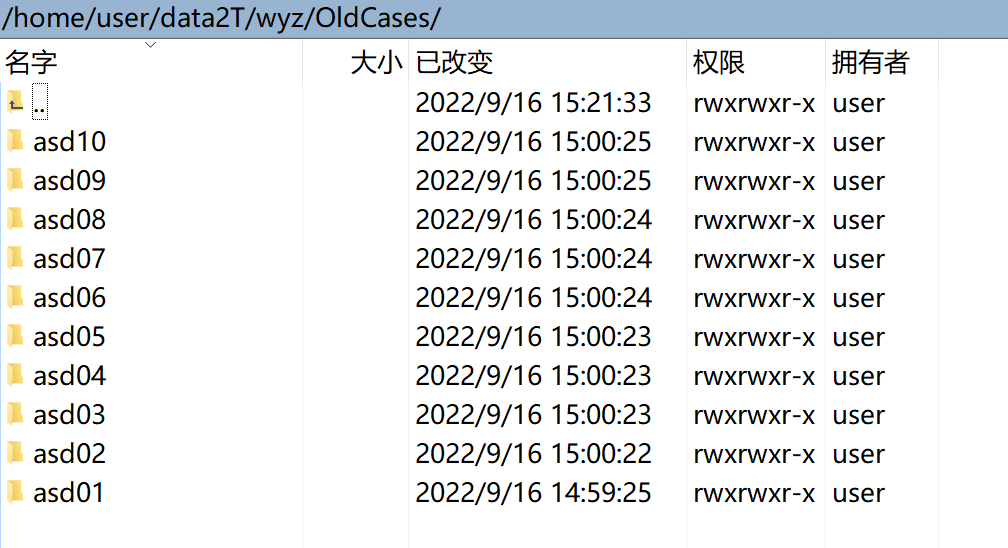 /home/user/data2T/wyz/OldCases/
名字 大小 已改变 权限 拥有者
.. 2022/9/16 15:21:33 rwxrwxr-x user
asd10 2022/9/16 15:00:25 rwxrwxr-x user
asd09 2022/9/16 15:00:25 rwxrwxr-x user
asd08 2022/9/16 15:00:24 rwxrwxr-x user
asd07 2022/9/16 15:00:24 rwxrwxr-x user
asd06 2022/9/16 15:00:24 rwxrwxr-x user
asd05 2022/9/16 15:00:23 rwxrwxr-x user
asd04 2022/9/16 15:00:23 rwxrwxr-x user
asd03 2022/9/16 15:00:23 rwxrwxr-x user
asd02 2022/9/16 15:00:22 rwxrwxr-x user
asd01 2022/9/16 14:59:25 rwxrwxr-x user